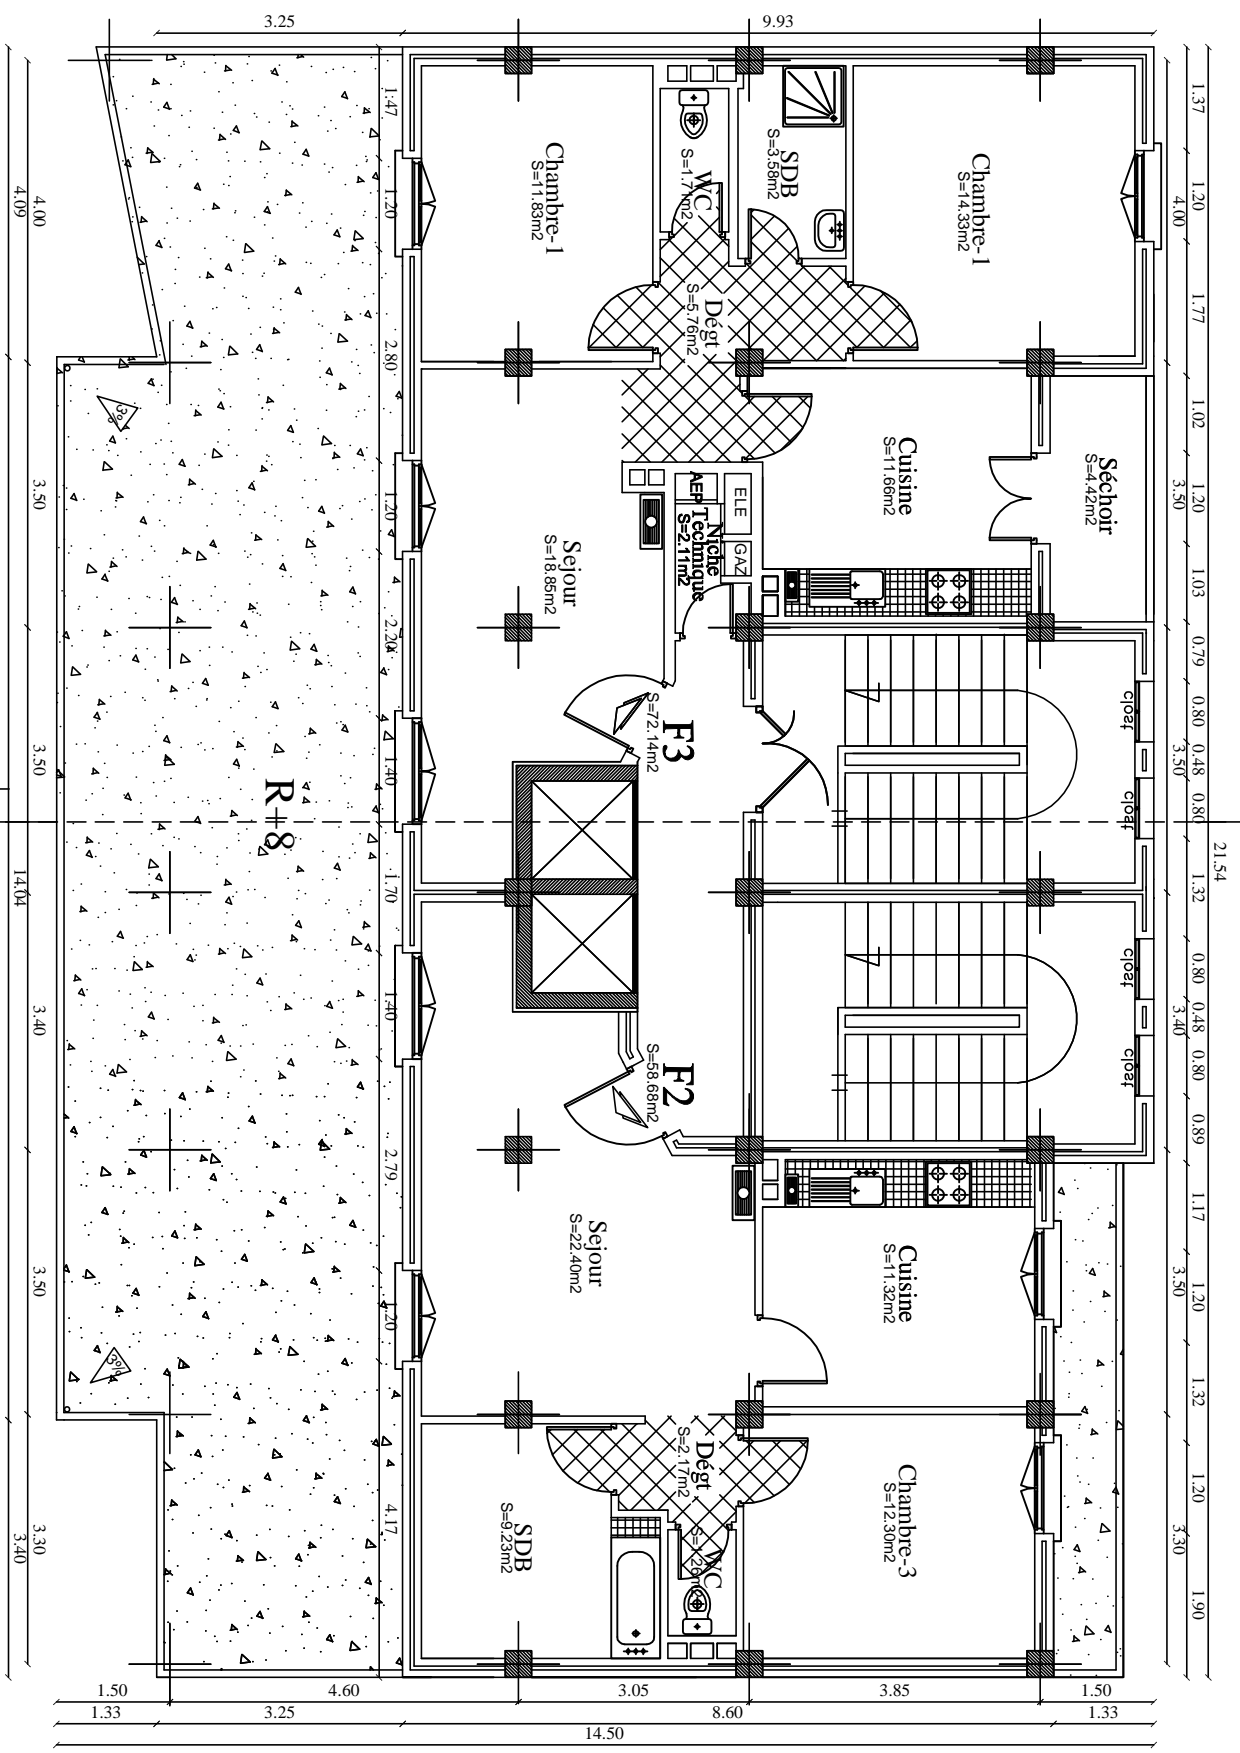 3.25
9.93
1.47
1.20
2.80
1.20
2.20
1.40
1.70
1.40
2.79
1.20
4.17
1.37
1.20
1.77
1.02
1.20
1.03
0.79
0.80
0.48
0.80
1.32
0.80
0.48
0.80
0.89
1.17
1.20
1.32
1.20
1.90
4.00
3.50
3.50
3.40
3.50
3.30
21.54
4.00
3.50
3.50
3.40
3.50
3.30
4.09
14.04
3.40
Chambre-1
S=11.83m2
WC
S=1.71m2
SDB
S=3.58m2
Chambre-1
S=14.33m2
Dégt
S=5.76m2
Cuisine
S=11.66m2
Séchoir
S=4.42m2
Sejour
S=18.85m2
AEP
ELE
GAZ
Niche
Technique
S=2.11m2
F3
S=72.14m2
R+8
F2
S=58.68m2
Sejour
S=22.40m2
Cuisine
S=11.32m2
Dégt
S=2.17m2
Chambre-3
S=12.30m2
SDB
S=9.23m2
WC
S=1.26m2
3%
3%
1.50
4.60
3.05
3.85
1.50
1.33
3.25
8.60
1.33
14.50